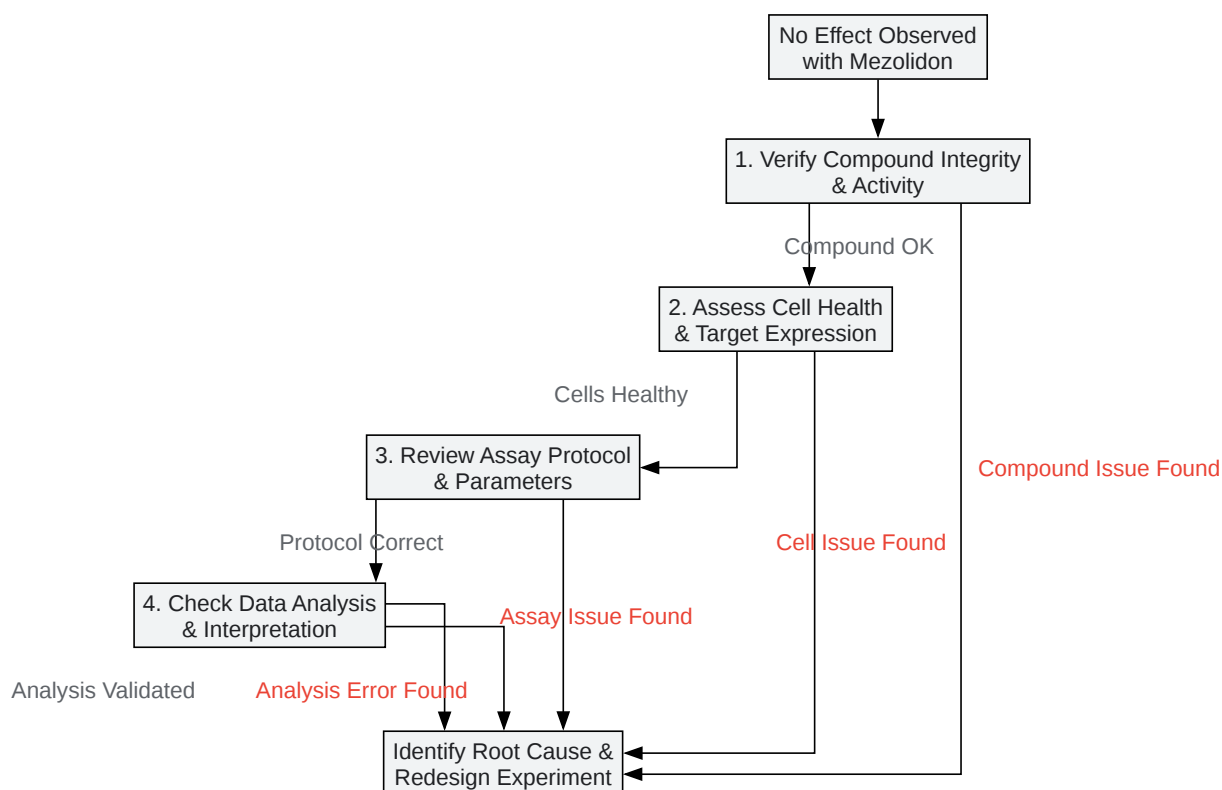 No Effect Observed
with Mezolidon
1. Verify Compound Integrity
& Activity
Compound OK
2. Assess Cell Health
& Target Expression
Cells Healthy
3. Review Assay Protocol
& Parameters
Compound Issue Found
Protocol Correct
Cell Issue Found
4. Check Data Analysis
& Interpretation
Assay Issue Found
Analysis Validated
Analysis Error Found
Identify Root Cause &
Redesign Experiment